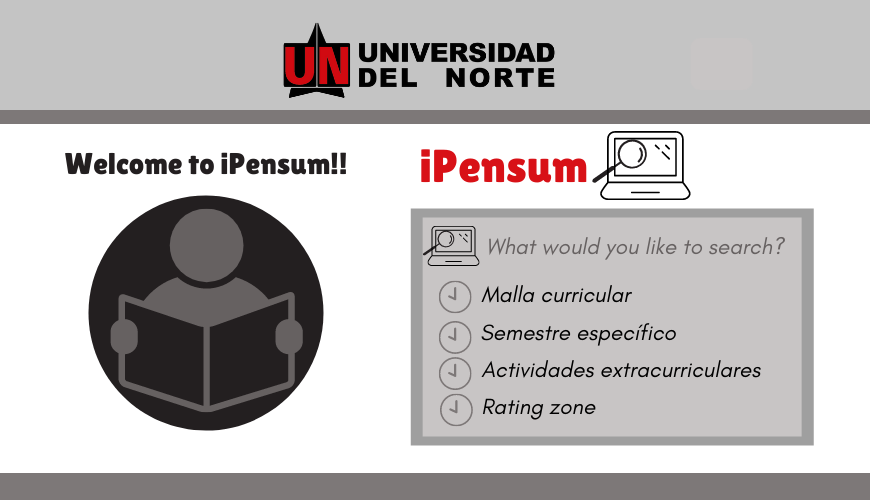 UN UNIVERSIDAD
DEL NORTE
Welcome to iPensum!!
iPensum
What would you like to search?
Malla curricular
Semestre específico
Actividades extracurriculares
Rating zone